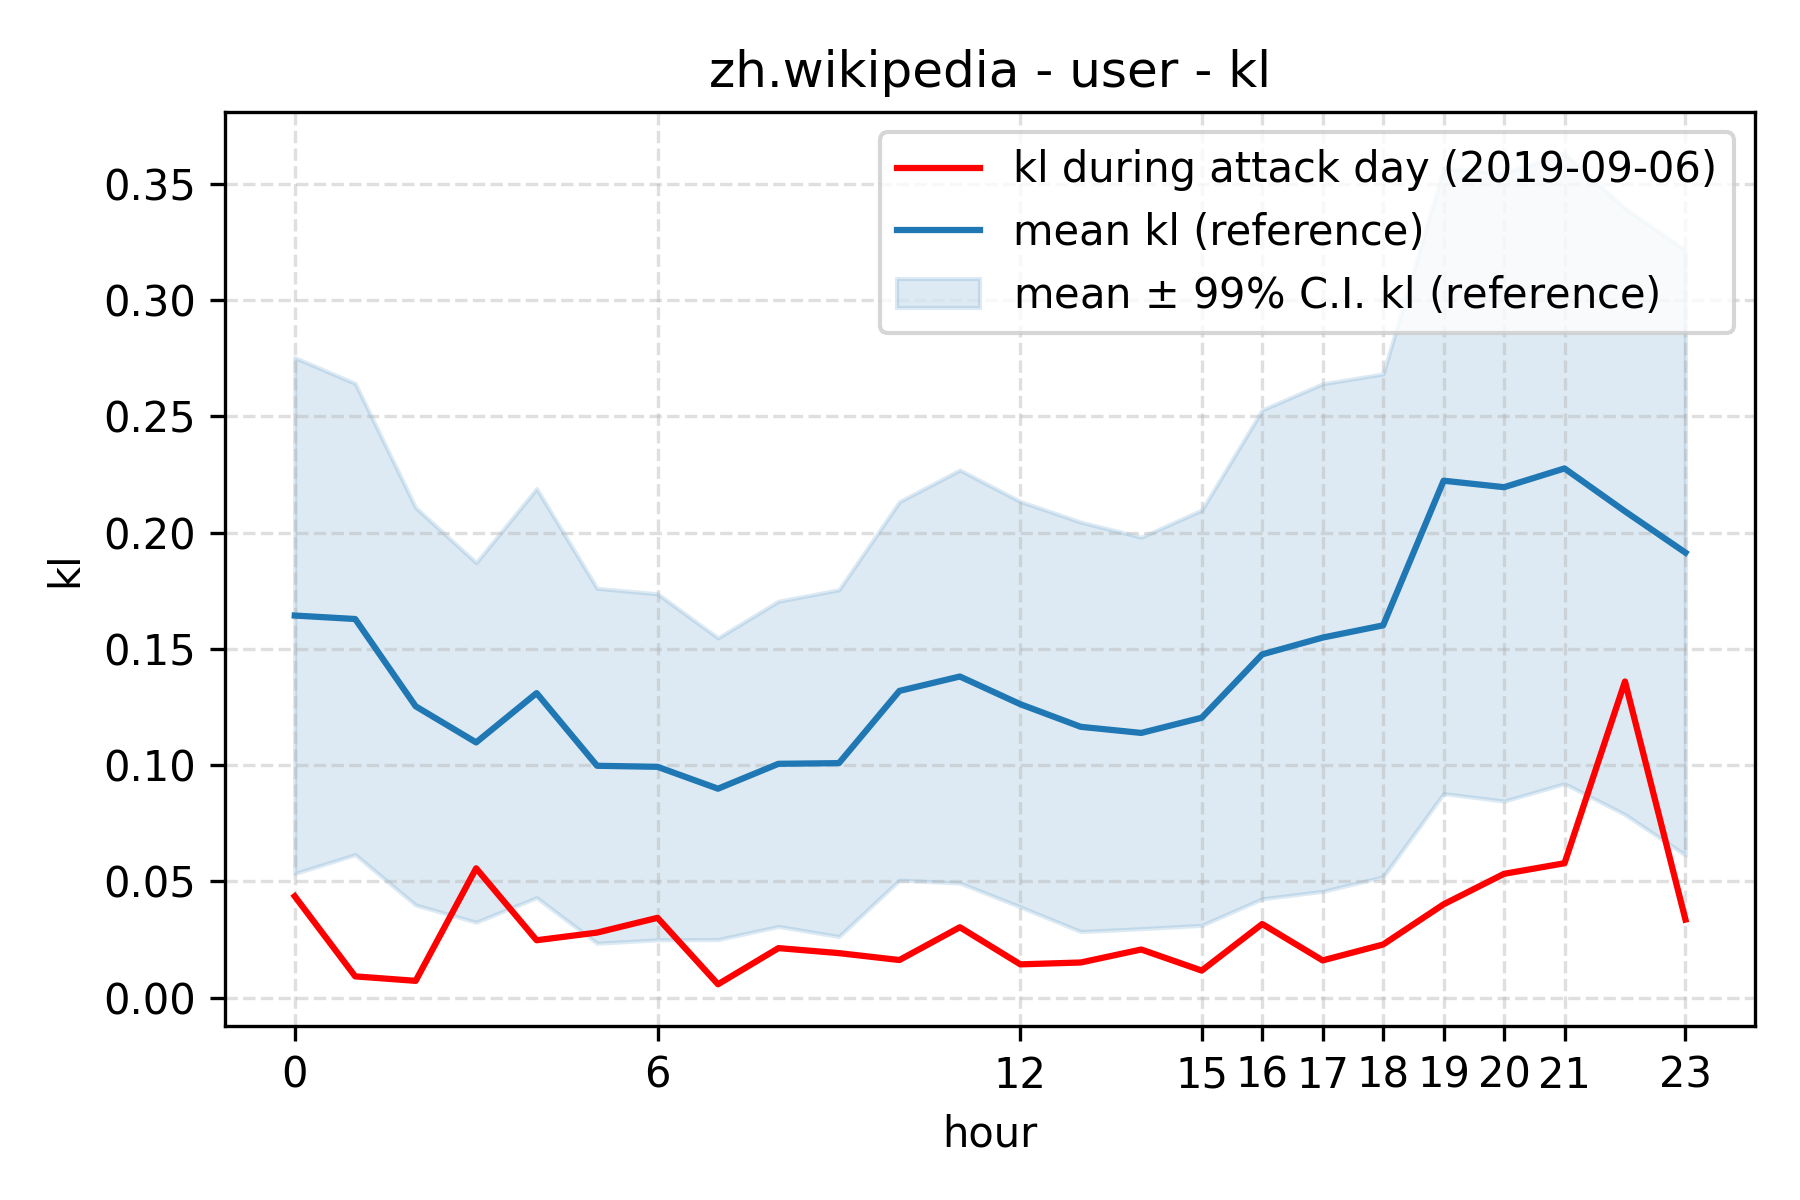 zh.wikipedia - user - kl
kl during attack day (2019-09-06)
mean kl (reference)
mean ± 99% C.I. kl (reference)
0.35
0.30
0.25
0.20
0.15
0.10
0.05
0.00
kl
0 6 12 15 16 17 18 19 20 21 23
hour